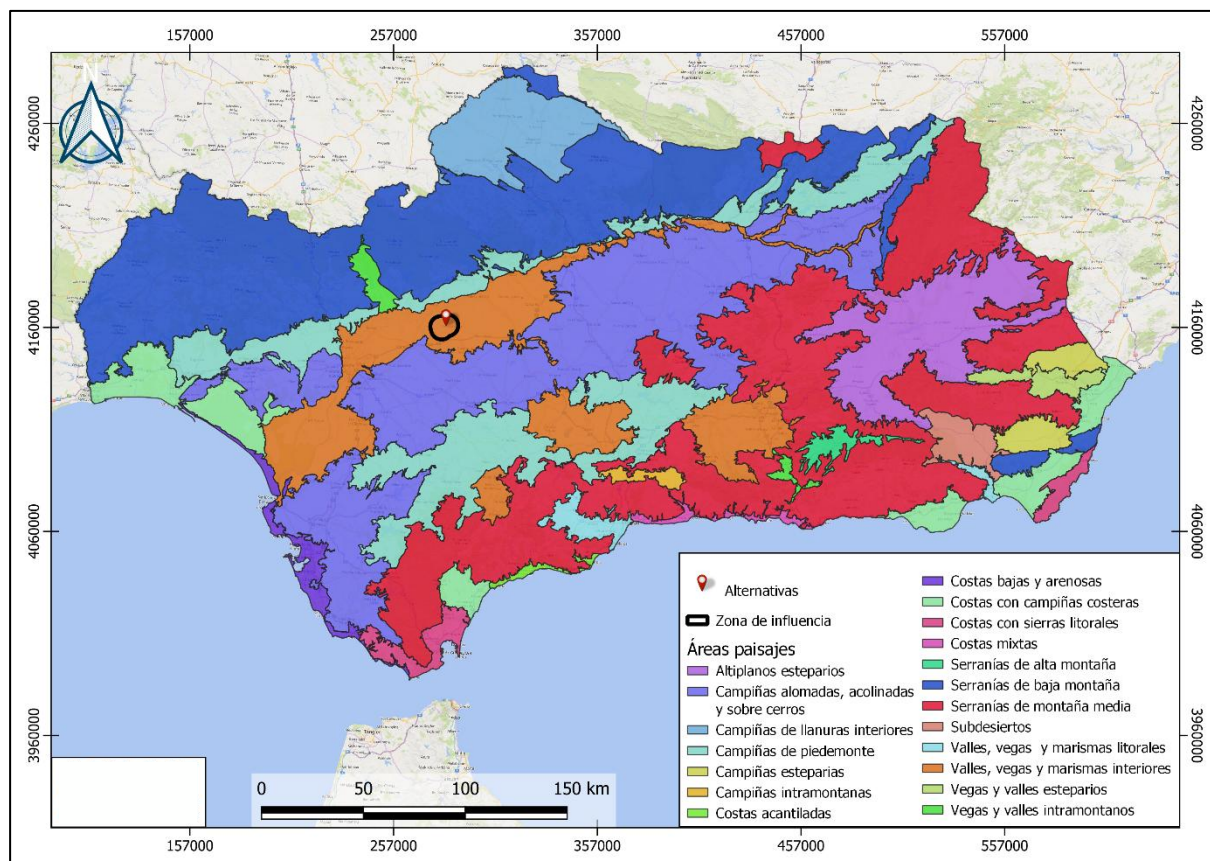 157000 257000 357000 457000 557000
N
4260000 4260000
4160000 4160000
4060000 4060000
3960000 3960000
Alternativas
Zona de influencia
Áreas paisajes
Altiplanos esteparios
Campiñas alomadas, acolinadas
y sobre cerros
Campiñas de llanuras interiores
Campiñas de piedemonte
Campiñas esteparias
Campiñas intramontanas
Costas acantiladas
Costas bajas y arenosas
Costas con campiñas costeras
Costas con sierras litorales
Costas mixtas
Serranías de alta montaña
Serranías de baja montaña
Serranías de montaña media
Subdesiertos
Valles, vegas y marismas litorales
Valles, vegas y marismas interiores
Vegas y valles esteparios
Vegas y valles intramontanos
0 50 100 150 km
157000 257000 357000 457000 557000